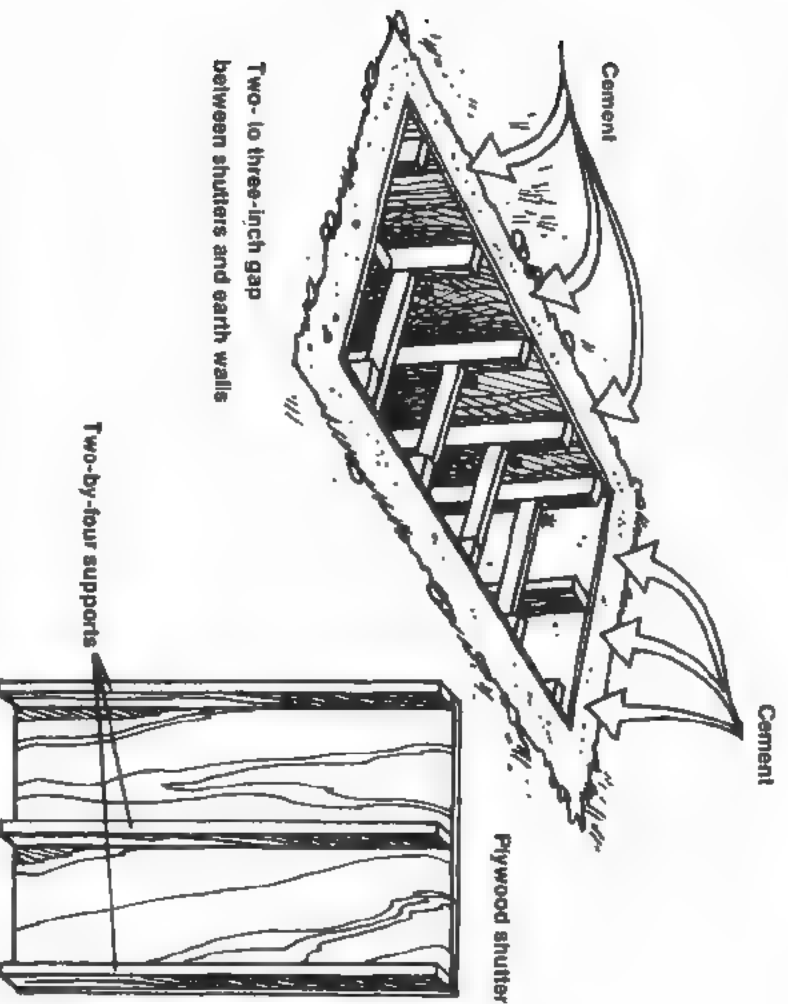 Cement
Cement
Two- to three-inch gap
between shutters and earth walls
Two-by-four supports
Plywood shutter